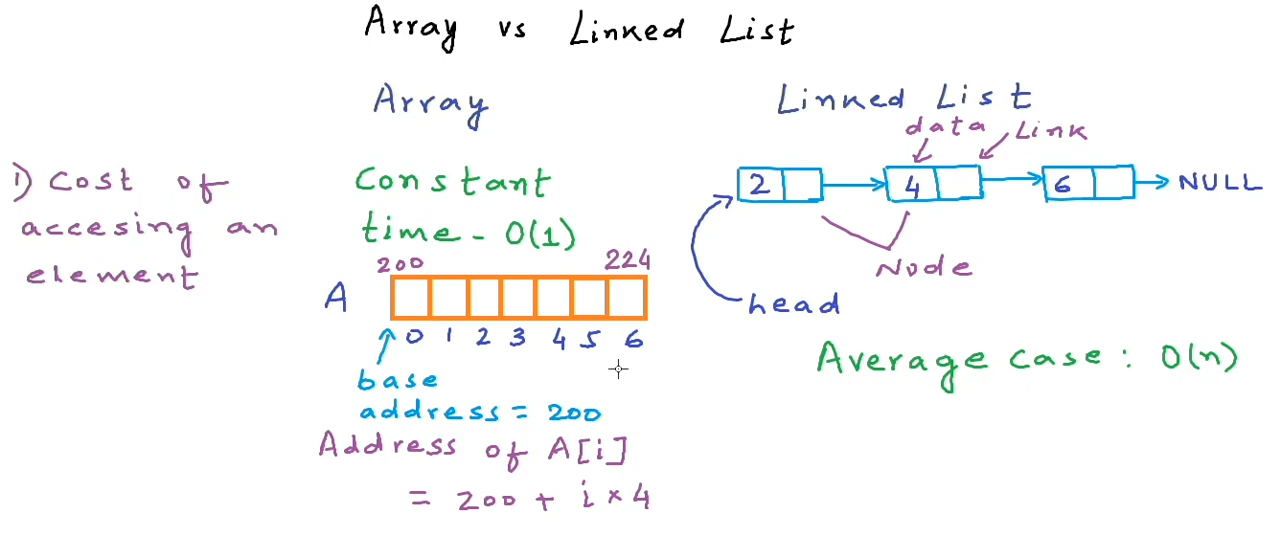 Array vs Linked List
Array
Linked List
data
Link
1) Cost of
accesing an
element
Constant
time - O(1)
200
224
A
0 1 2 3 4 5 6
base
address = 200
Address of A[i]
= 200 + i × 4
2
4
6
NULL
Node
head
Average case : O(n)